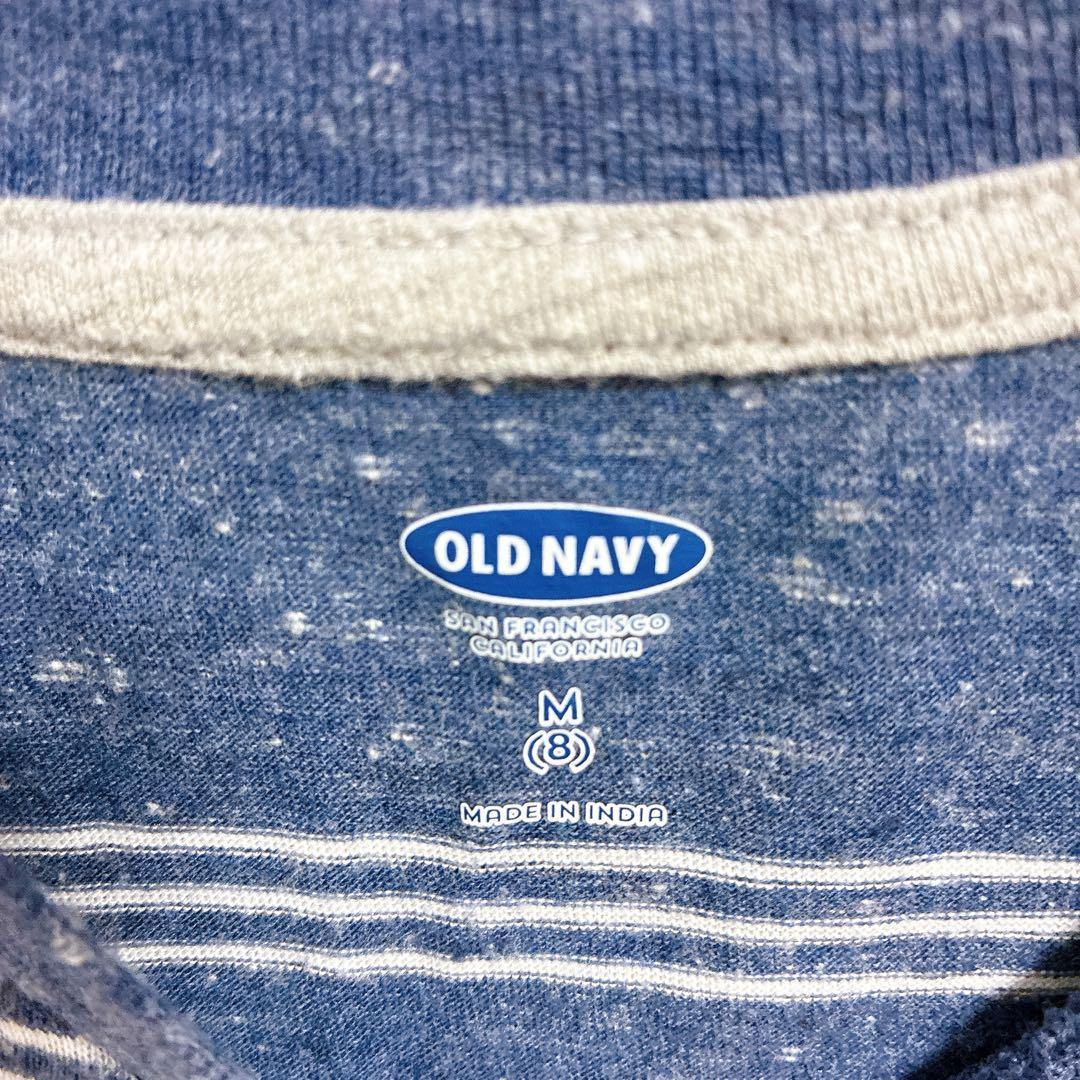 OLD NAVY
SAN FRANCISCO
CALIFORNIA
M
(8)
MADE IN INDIA